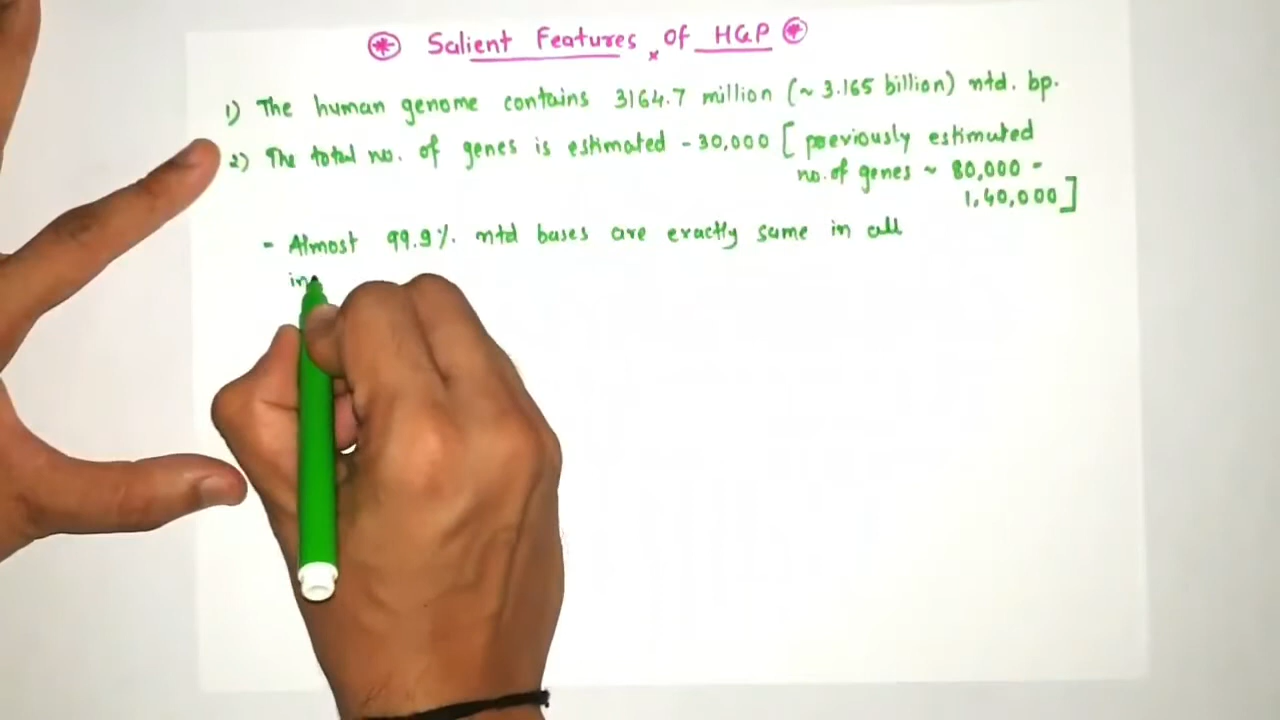 Salient Features of HGP
1) The human genome contains 3164.7 million (~ 3.165 billion) ntd. bp.
2) The total no. of genes is estimated - 30,000 [ previously estimated
no. of genes ~ 80,000 -
1,40,000 ]
- Almost 99.9% ntd bases are exactly same in all
in